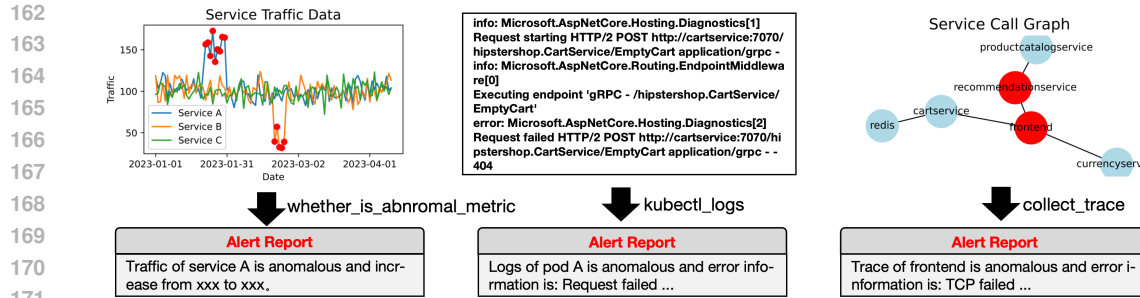 162
163
164
165
166
167
168
169
170
171
Service Traffic Data
150
100
50
Traffic
Service A
Service B
Service C
2023-01-01
2023-01-31
2023-03-02
2023-04-01
Date
info: Microsoft.AspNetCore.Hosting.Diagnostics[1]
Request starting HTTP/2 POST http://cartservice:7070/
hipstershop.CartService/EmptyCart application/grpc -
info: Microsoft.AspNetCore.Routing.EndpointMiddlewa
re[0]
Executing endpoint 'gRPC - /hipstershop.CartService/
EmptyCart'
error: Microsoft.AspNetCore.Hosting.Diagnostics[2]
Request failed HTTP/2 POST http://cartservice:7070/hi
pstershop.CartService/EmptyCart application/grpc - -
404
Service Call Graph
productcatalogservice
recommendationservice
cartservice
redis
frontend
currencyserv
whether_is_abnromal_metric
kubectl_logs
collect_trace
Alert Report
Traffic of service A is anomalous and incr-
ease from xxx to xxx。
Alert Report
Logs of pod A is anomalous and error info-
rmation is: Request failed ...
Alert Report
Trace of frontend is anomalous and error i-
nformation is: TCP failed ...